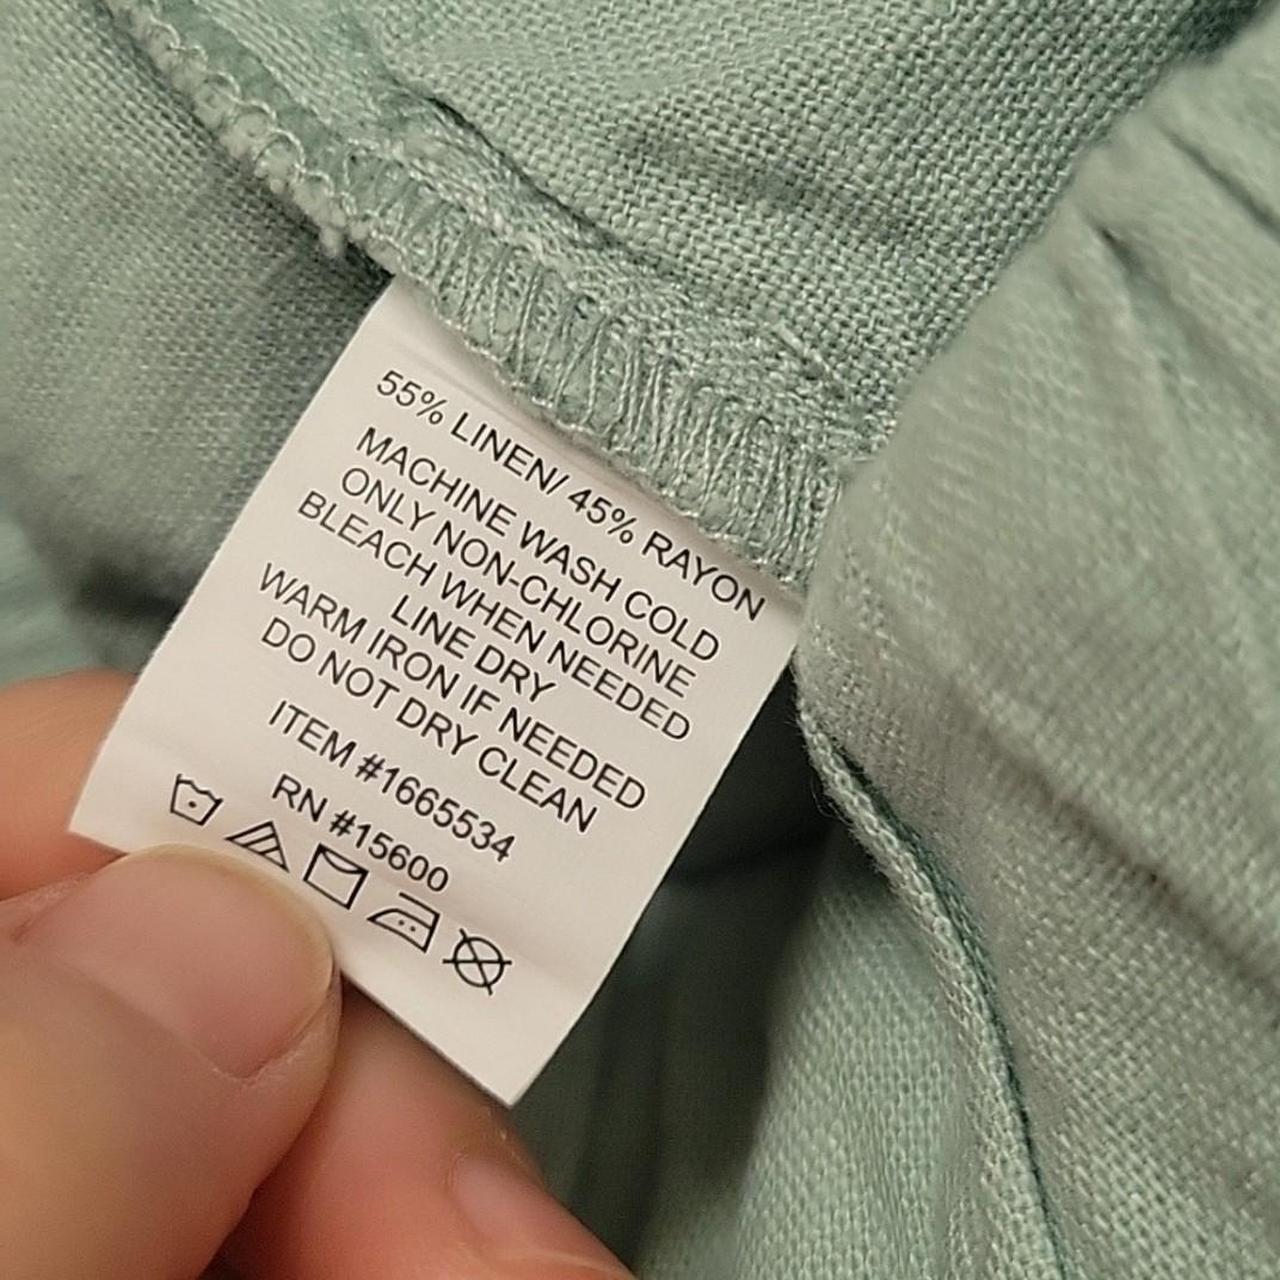 55% LINEN/ 45% RAYON
MACHINE WASH COLD
ONLY NON-CHLORINE
BLEACH WHEN NEEDED
LINE DRY
WARM IRON IF NEEDED
DO NOT DRY CLEAN
ITEM #1665534
RN #15600